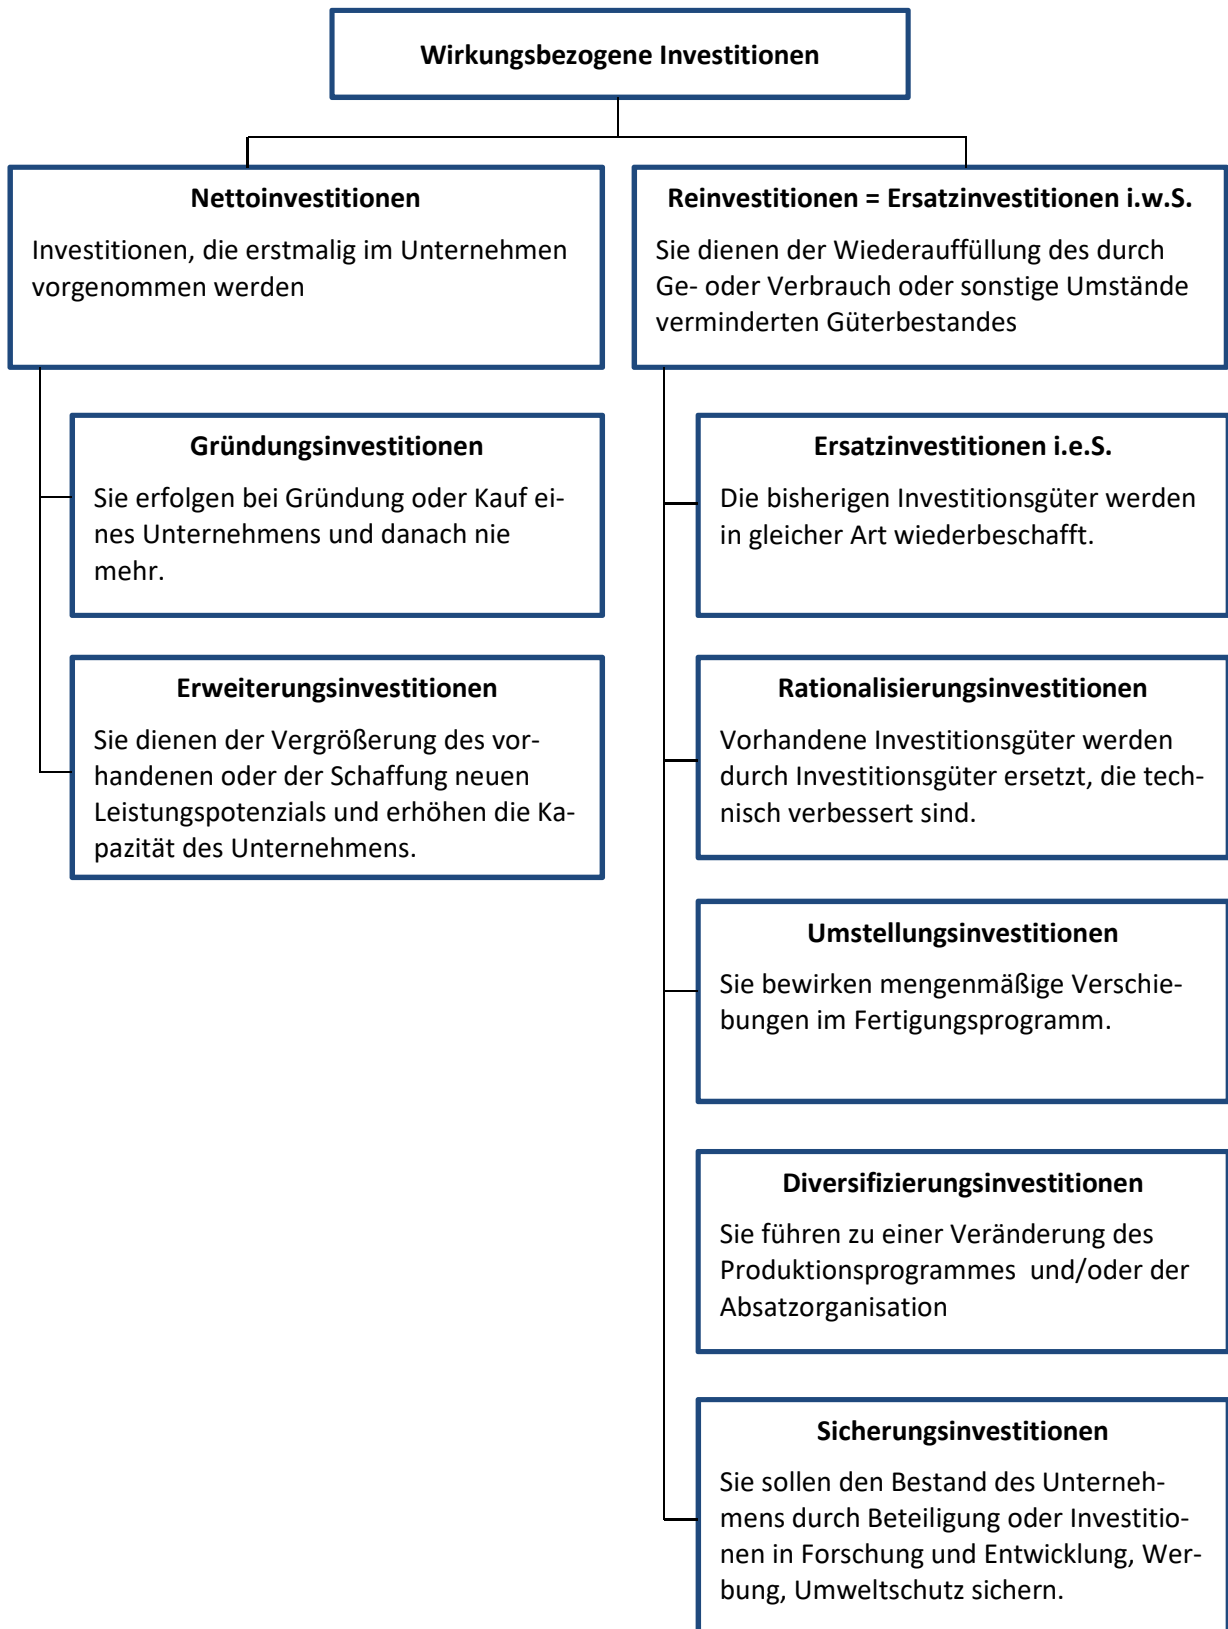 Wirkungsbezogene Investitionen
Nettoinvestitionen
Investitionen, die erstmalig im Unternehmen
vorgenommen werden
Gründungsinvestitionen
Sie erfolgen bei Gründung oder Kauf ei-
nes Unternehmens und danach nie
mehr.
Erweiterungsinvestitionen
Sie dienen der Vergrößerung des vor-
handenen oder der Schaffung neuen
Leistungspotenzials und erhöhen die Ka-
pazität des Unternehmens.
Reinvestitionen = Ersatzinvestitionen i.w.S.
Sie dienen der Wiederauffüllung des durch
Ge- oder Verbrauch oder sonstige Umstände
verminderten Güterbestandes
Ersatzinvestitionen i.e.S.
Die bisherigen Investitionsgüter werden
in gleicher Art wiederbeschafft.
Rationalisierungsinvestitionen
Vorhandene Investitionsgüter werden
durch Investitionsgüter ersetzt, die tech-
nisch verbessert sind.
Umstellungsinvestitionen
Sie bewirken mengenmäßige Verschie-
bungen im Fertigungsprogramm.
Diversifizierungsinvestitionen
Sie führen zu einer Veränderung des
Produktionsprogrammes  und/oder der
Absatzorganisation
Sicherungsinvestitionen
Sie sollen den Bestand des Unterneh-
mens durch Beteiligung oder Investitio-
nen in Forschung und Entwicklung, Wer-
bung, Umweltschutz sichern.